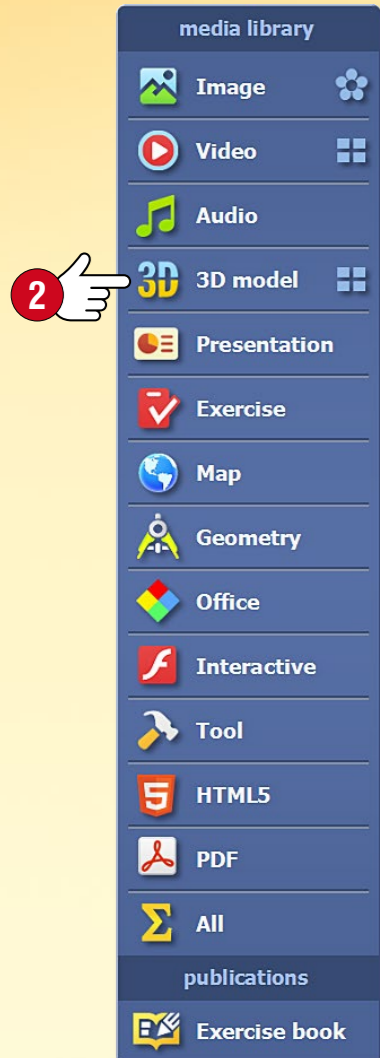 media library
Image
Video
Audio
2
3D
3D model
Presentation
Exercise
Map
Geometry
Office
Interactive
Tool
5
HTML5
PDF
Σ
All
publications
Exercise book